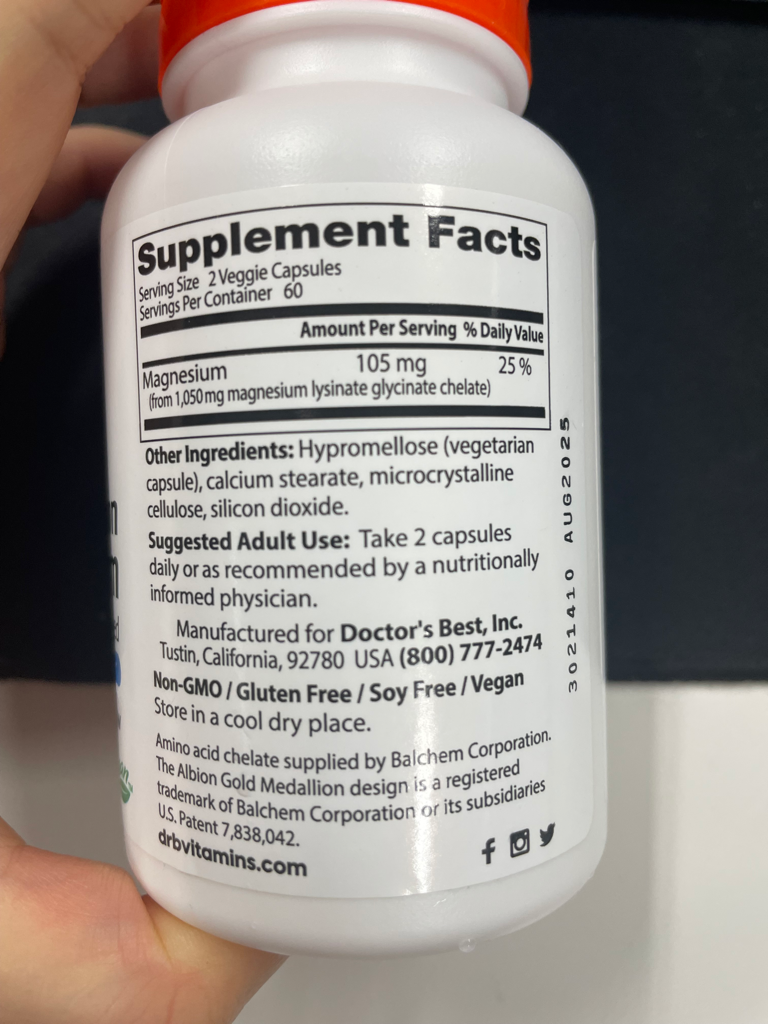 Supplement Facts
Serving Size 2 Veggie Capsules
Servings Per Container 60
Amount Per Serving % Daily Value
Magnesium 105 mg 25 %
(from 1,050 mg magnesium lysinate glycinate chelate)
Other Ingredients: Hypromellose (vegetarian
capsule), calcium stearate, microcrystalline
cellulose, silicon dioxide.
Suggested Adult Use: Take 2 capsules
daily or as recommended by a nutritionally
informed physician.
Manufactured for Doctor's Best, Inc.
Tustin, California, 92780 USA (800) 777-2474
Non-GMO / Gluten Free / Soy Free / Vegan
Store in a cool dry place.
Amino acid chelate supplied by Balchem Corporation.
The Albion Gold Medallion design is a registered
trademark of Balchem Corporation or its subsidiaries
U.S. Patent 7,838,042.
drbvitamins.com
3021410 AUG2025